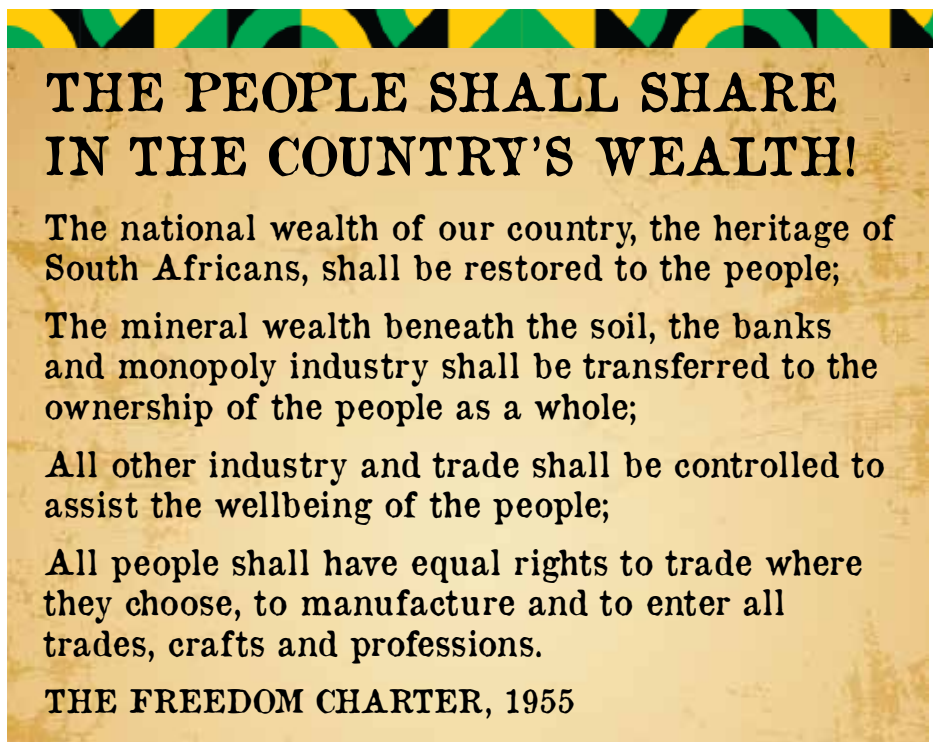 THE PEOPLE SHALL SHARE
IN THE COUNTRY'S WEALTH!
The national wealth of our country, the heritage of
South Africans, shall be restored to the people;
The mineral wealth beneath the soil, the banks
and monopoly industry shall be transferred to the
ownership of the people as a whole;
All other industry and trade shall be controlled to
assist the wellbeing of the people;
All people shall have equal rights to trade where
they choose, to manufacture and to enter all
trades, crafts and professions.
THE FREEDOM CHARTER, 1955